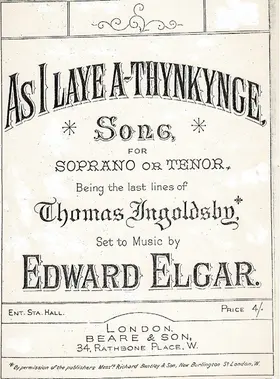 AS I LAYE A-THYNKYNGE,
* Song, *
FOR
SOPRANO OR TENOR.
Being the last lines of
Thomas Ingoldsby.*
Set to Music by
EDWARD ELGAR.
ENT. STA. HALL. PRICE 4/-
LONDON.
BEARE & SON,
34, RATHBONE PLACE, W.
* By permission of the publishers Messrs. Richard Bentley & Son, New Burlington St London, W.